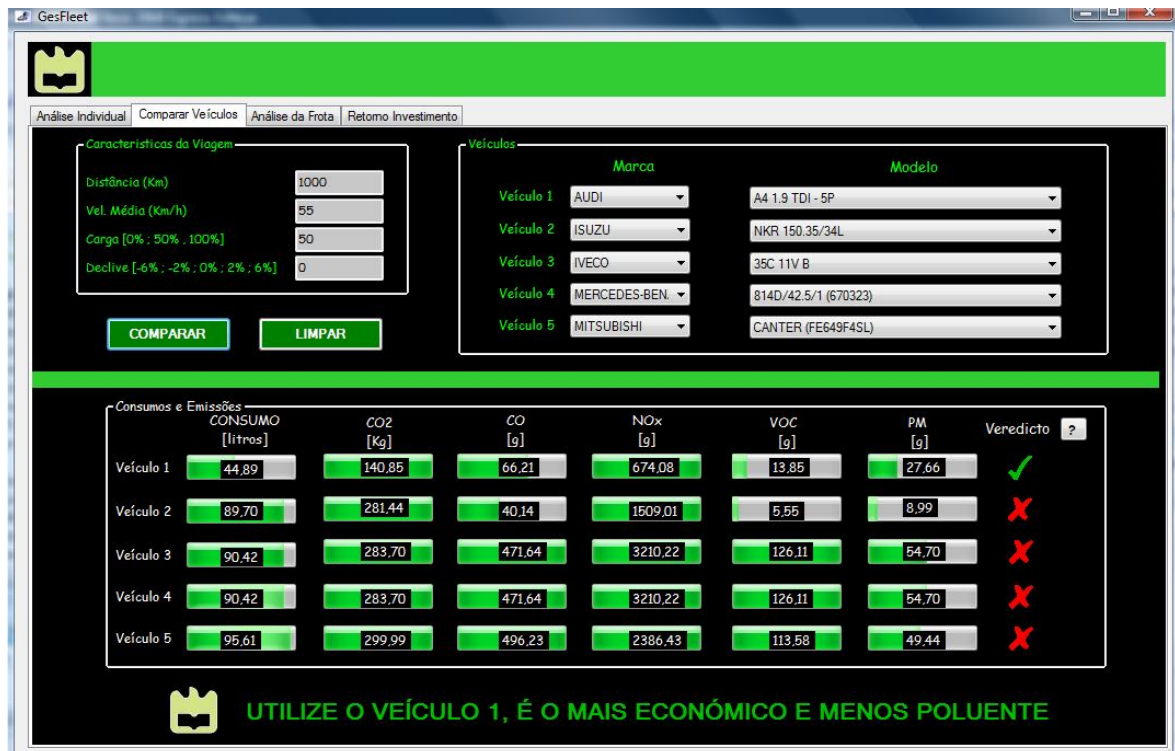 GesFleet
Análise Individual Comparar Veículos Análise da Frota Retorno Investimento
Caracteristicas da Viagem
Distância (Km) 1000
Vel. Média (Km/h) 55
Carga [0% ; 50% , 100%] 50
Declive [-6% ; -2% ; 0% ; 2% ; 6%] 0
COMPARAR LIMPAR
Veículos
Marca Modelo
Veículo 1 AUDI A4 1.9 TDI - 5P
Veículo 2 ISUZU NKR 150.35/34L
Veículo 3 IVECO 35C 11V B
Veículo 4 MERCEDES-BEN. 814D/42.5/1 (670323)
Veículo 5 MITSUBISHI CANTER (FE649F4SL)
Consumos e Emissões
CONSUMO CO2 CO NOx VOC PM Veredicto ?
[litros] [Kg] [g] [g] [g] [g]
Veículo 1 44,89 140,85 66,21 674,08 13,85 27,66
Veículo 2 89,70 281,44 40,14 1509,01 5,55 8,99
Veículo 3 90,42 283,70 471,64 3210,22 126,11 54,70
Veículo 4 90,42 283,70 471,64 3210,22 126,11 54,70
Veículo 5 95,61 299,99 496,23 2386,43 113,58 49,44
UTILIZE O VEÍCULO 1, É O MAIS ECONÓMICO E MENOS POLUENTE